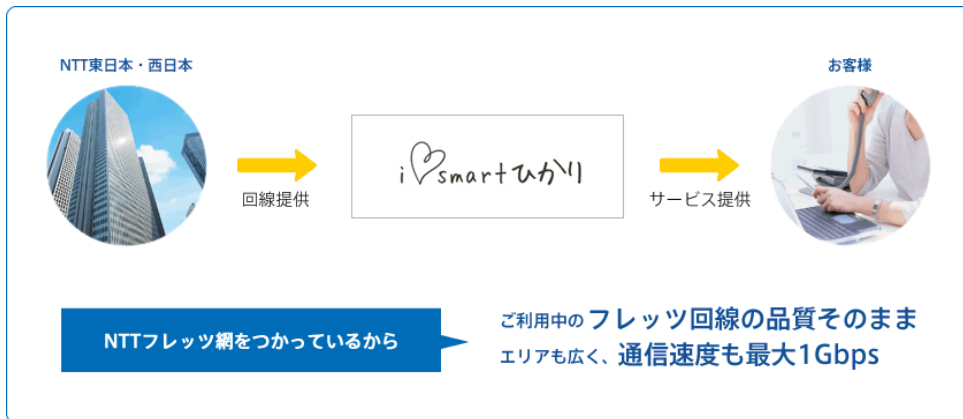 NTT東日本・西日本
お客様
i♡smartひかり
回線提供
サービス提供
NTTフレッツ網をつかっているから
ご利用中のフレッツ回線の品質そのまま
エリアも広く、通信速度も最大1Gbps